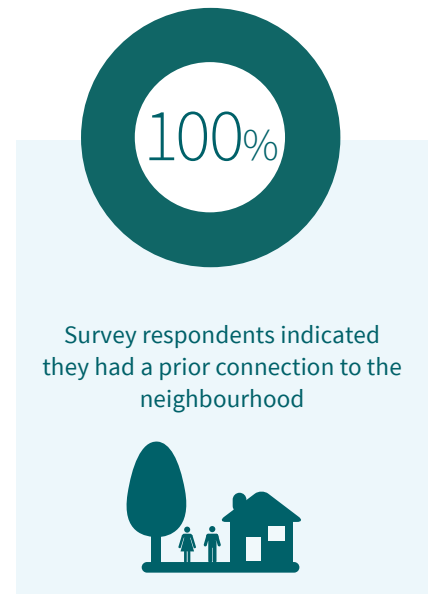 100%
Survey respondents indicated
they had a prior connection to the
neighbourhood